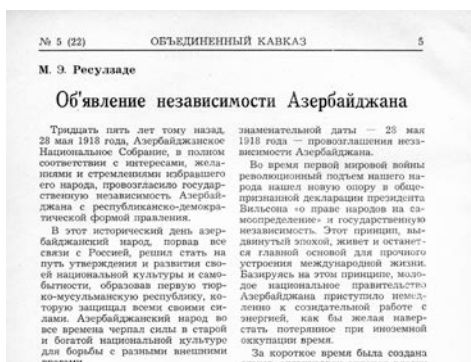 № 5 (22)
ОБЪЕДИНЕННЫЙ КАВКАЗ
5
М. Э. Ресулзаде
Об'явление независимости Азербайджана
Тридцать пять лет тому назад,
28 мая 1918 года, Азербайджанское
Национальное Собрание, в полном
соответствии с интересами, жела-
ниями и стремлениями избравшего
его народа, провозгласило государ-
ственную независимость Азербай-
джана с республиканско-демокра-
тической формой правления.
В этот исторический день азер-
байджанский народ, порвав все
связи с Россией, решил стать на
путь утверждения и развития сво-
ей национальной культуры и само-
бытности, образовав первую тюр-
ко-мусульманскую республику, ко-
торую защищал всеми своими си-
лами. Азербайджанский народ во
все времена черпал силы в старой
и богатой национальной культуре
для борьбы с разными внешними
врагами.
знаменательной даты — 28 мая
1918 года — провозглашения неза-
висимости Азербайджана.
Во время первой мировой войны
революционный подъем нашего на-
рода нашел новую опору в обще-
признанной декларации президента
Вильсона «о праве народов на са-
моопределение» и государственную
независимость. Этот принцип, вы-
двинутый эпохой, живет и останет-
ся главной основой для прочного
устроения международной жизни.
Базируясь на этом принципе, моло-
дое национальное правительство
Азербайджана приступило немед-
ленно к созидательной работе с
энергией, как бы желая навер-
стать потерянное при иноземной
оккупации время.
За короткое время была создана